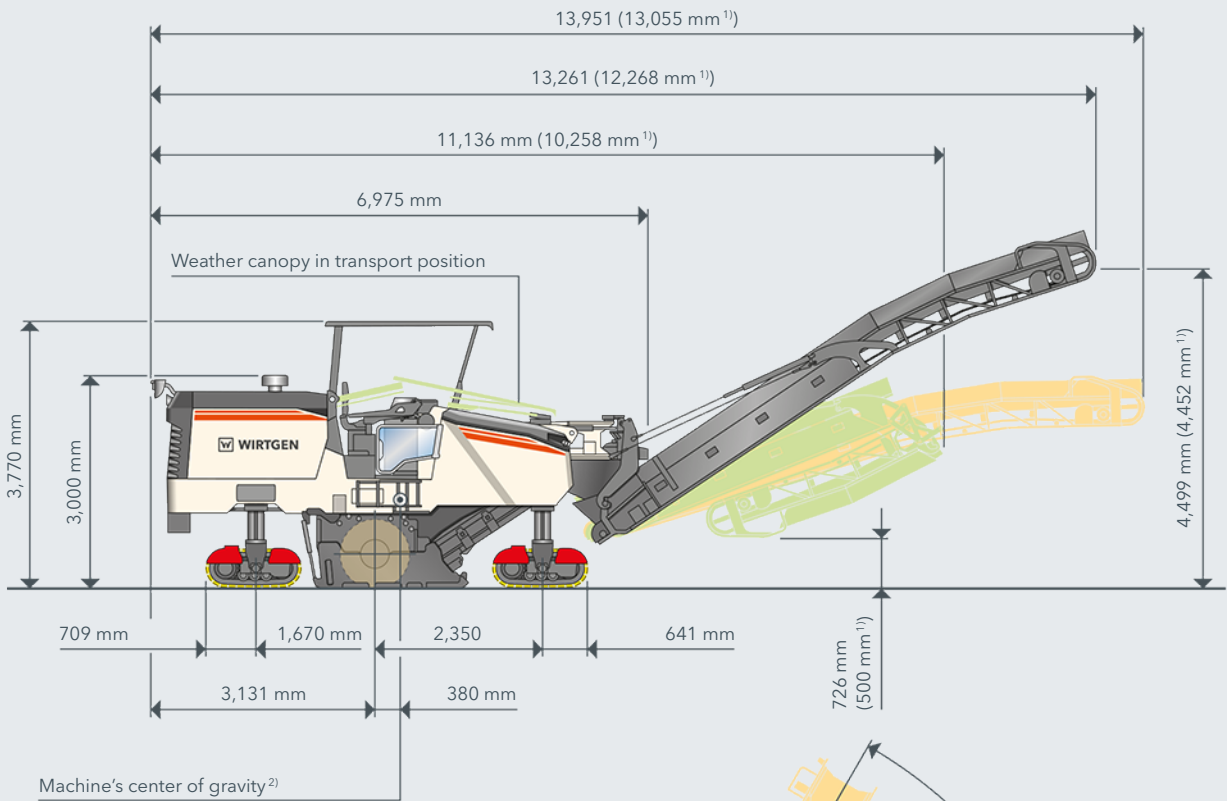 13,951 (13,055 mm 1))
13,261 (12,268 mm 1))
11,136 mm (10,258 mm 1))
6,975 mm
Weather canopy in transport position
3,770 mm
3,000 mm
WIRTGEN
4,499 mm (4,452 mm 1))
709 mm
1,670 mm
2,350
641 mm
726 mm
(500 mm 1))
3,131 mm
380 mm
Machine's center of gravity 2)